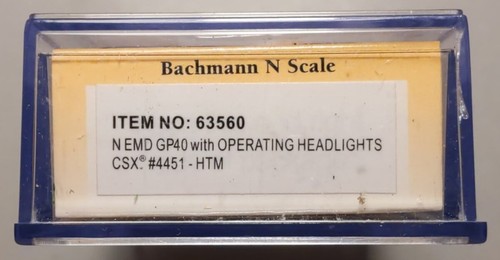 Bachmann N Scale
ITEM NO: 63560
N EMD GP40 with OPERATING HEADLIGHTS
CSX® #4451 - HTM